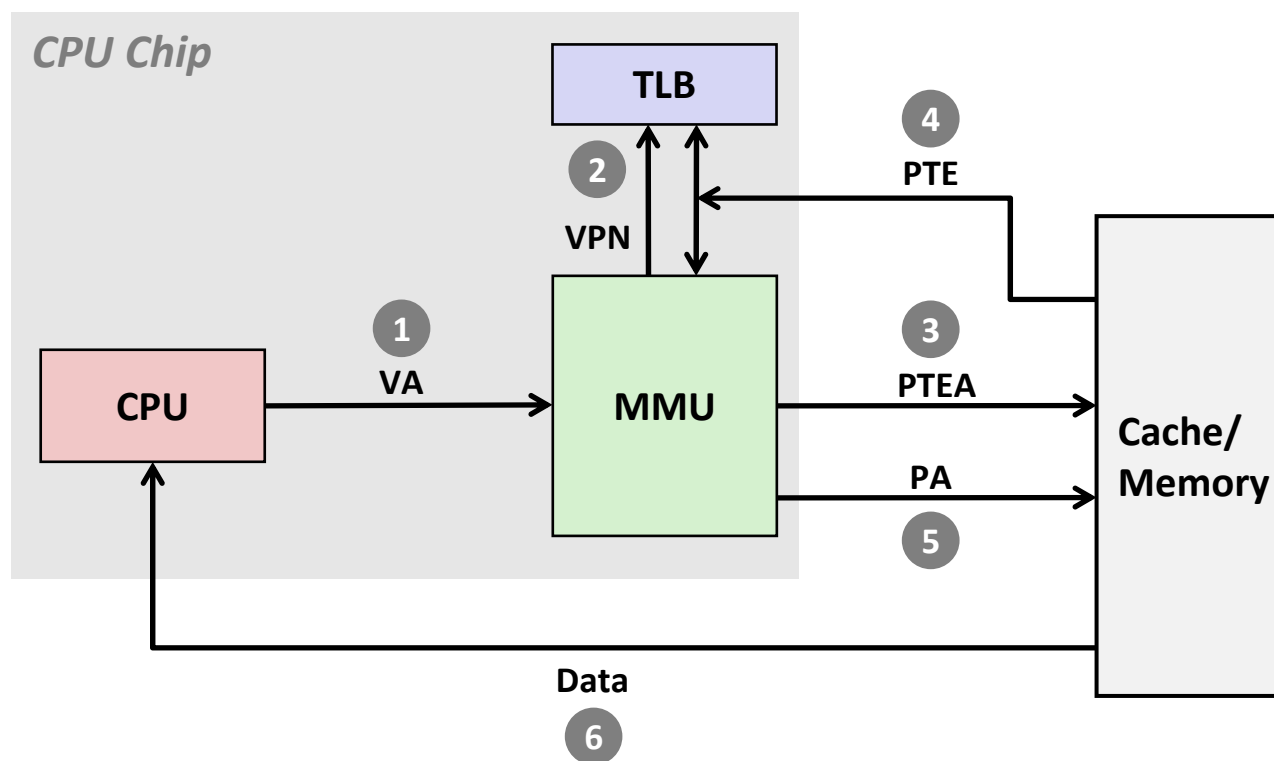 CPU Chip
TLB
4
PTE
2
VPN
1
VA
3
PTEA
CPU
MMU
Cache/
Memory
PA
5
Data
6